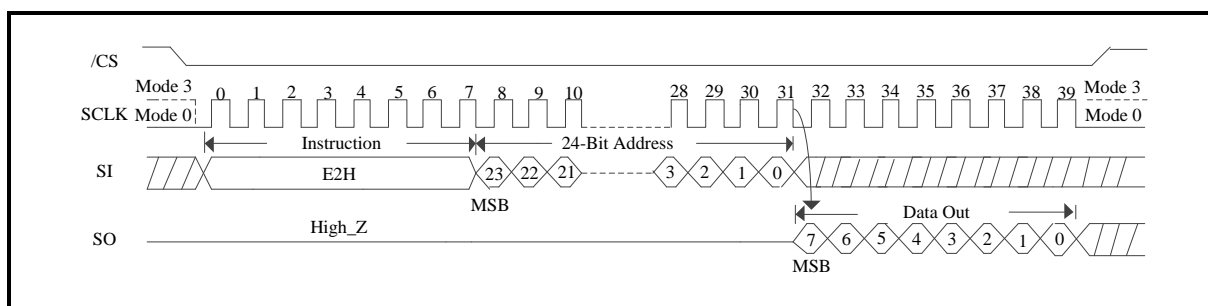 /CS
Mode 3
0 1 2 3 4 5 6 7 8 9 10 28 29 30 31 32 33 34 35 36 37 38 39
Mode 3
SCLK
Mode 0
Mode 0
Instruction
24-Bit Address
SI
E2H
23 22 21 3 2 1 0
MSB
High_Z
Data Out
SO
7 6 5 4 3 2 1 0
MSB